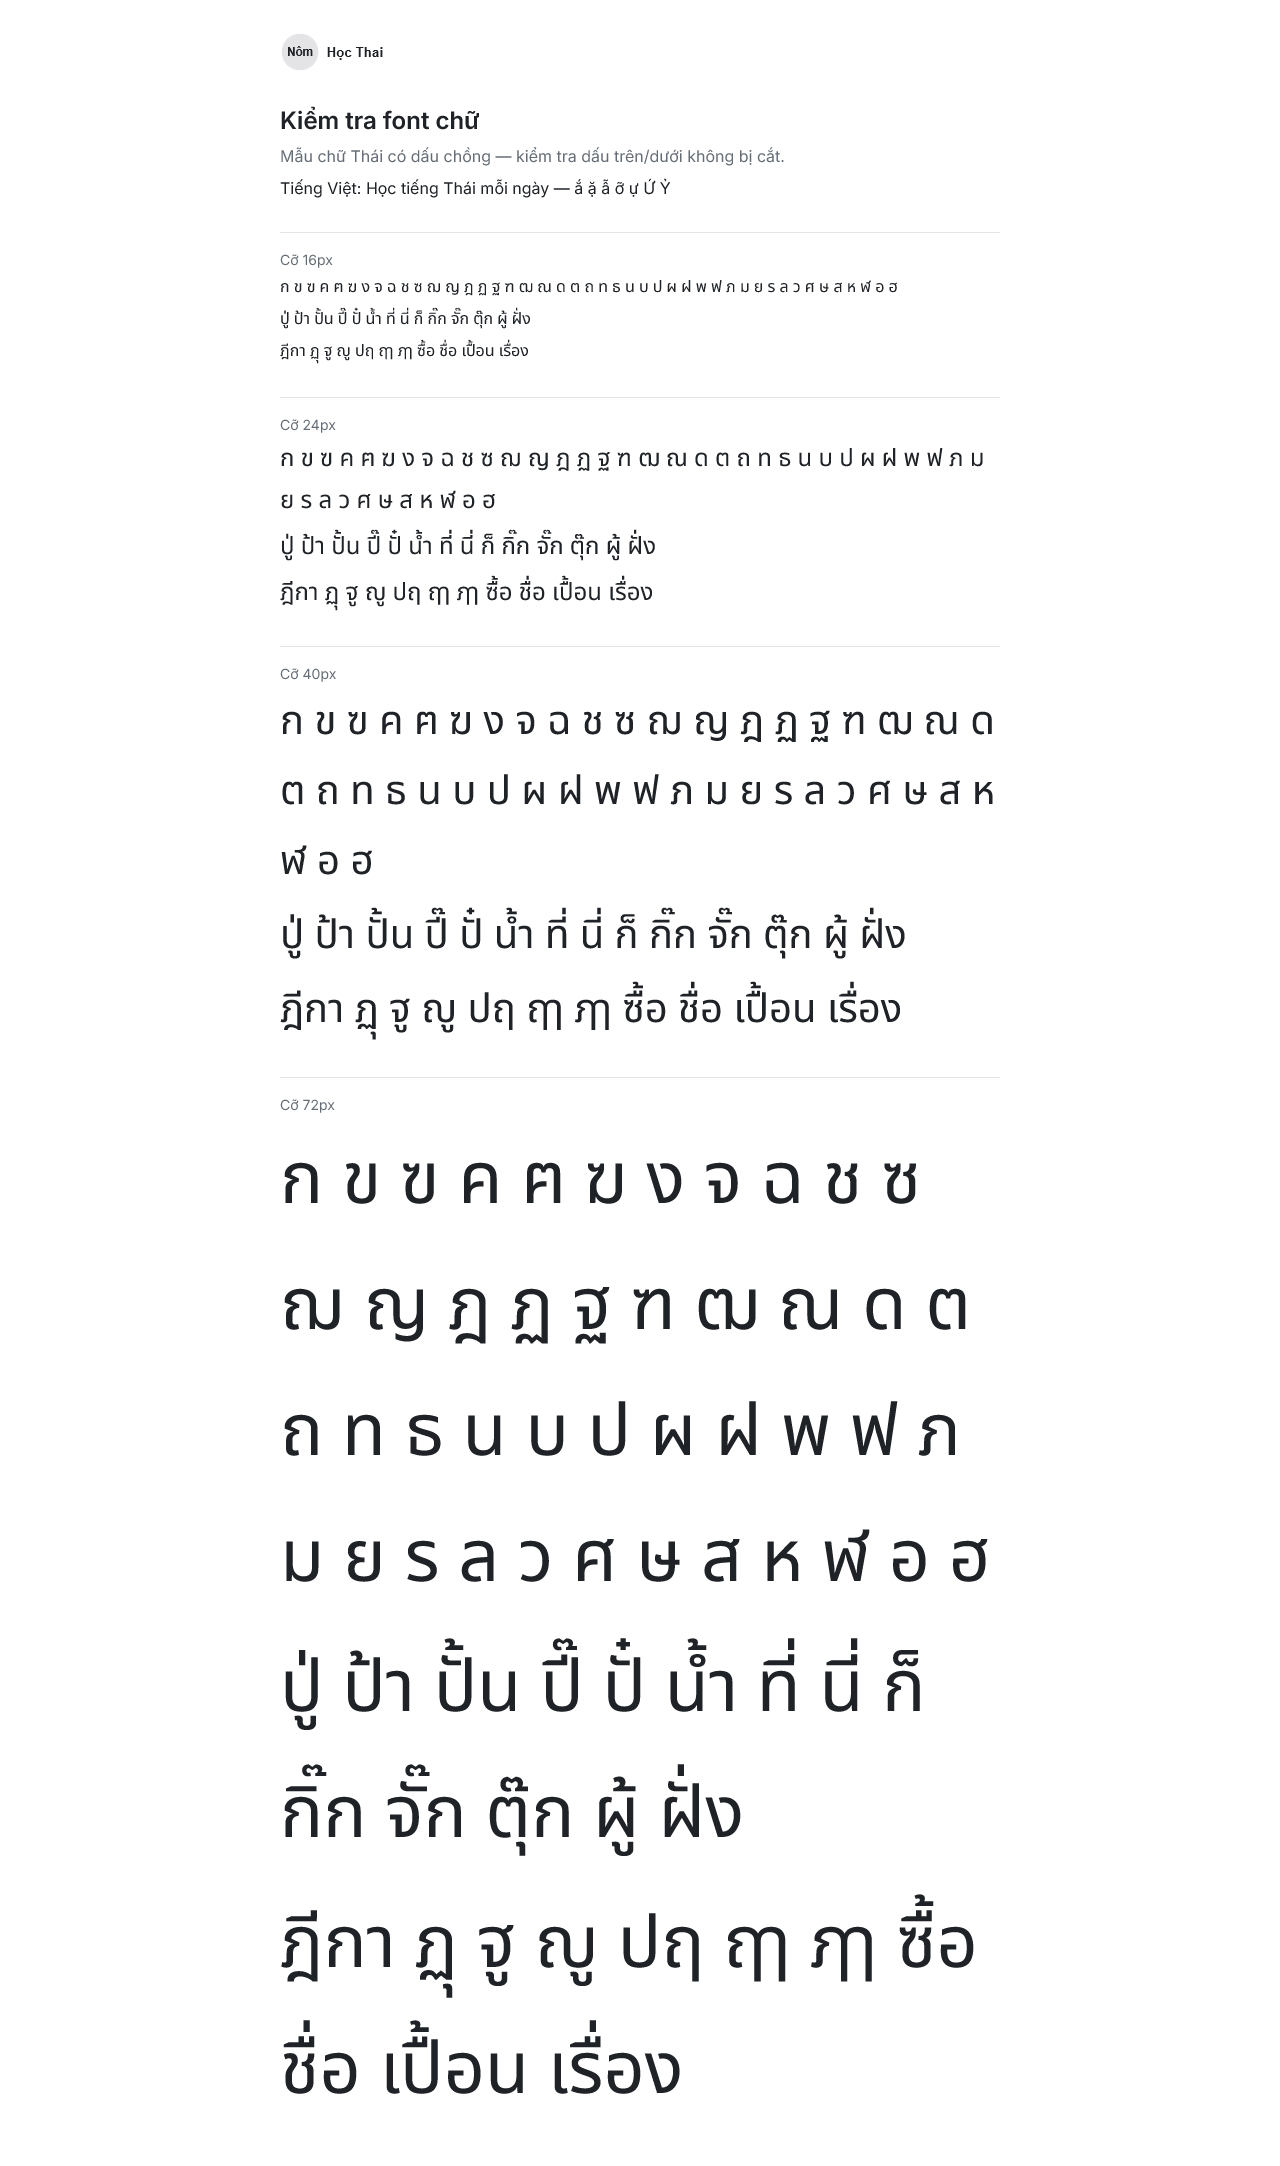 Nôm Học Thai
Kiểm tra font chữ
Mẫu chữ Thái có dấu chồng — kiểm tra dấu trên/dưới không bị cắt.
Tiếng Việt: Học tiếng Thái mỗi ngày — ắ ặ ẫ ỡ ự Ứ Ỷ
Cỡ 16px
ก ข ฃ ค ฅ ฆ ง จ ฉ ช ซ ฌ ญ ฎ ฏ ฐ ฑ ฒ ณ ด ต ถ ท ธ น บ ป ผ ฝ พ ฟ ภ ม ย ร ล ว ศ ษ ส ห ฬ อ ฮ
ปู่ ป้า ปั้น ปี๊ ปั๋ น้ำ ที่ นี่ ก็ กิ๊ก จั๊ก ตุ๊ก ผู้ ฝั่ง
ฎีกา ฏุ ฐู ญู ปฤ ฤๅ ฦๅ ซื้อ ชื่อ เปื้อน เรื่อง
Cỡ 24px
ก ข ฃ ค ฅ ฆ ง จ ฉ ช ซ ฌ ญ ฎ ฏ ฐ ฑ ฒ ณ ด ต ถ ท ธ น บ ป ผ ฝ พ ฟ ภ ม
ย ร ล ว ศ ษ ส ห ฬ อ ฮ
ปู่ ป้า ปั้น ปี๊ ปั๋ น้ำ ที่ นี่ ก็ กิ๊ก จั๊ก ตุ๊ก ผู้ ฝั่ง
ฎีกา ฏุ ฐู ญู ปฤ ฤๅ ฦๅ ซื้อ ชื่อ เปื้อน เรื่อง
Cỡ 40px
ก ข ฃ ค ฅ ฆ ง จ ฉ ช ซ ฌ ญ ฎ ฏ ฐ ฑ ฒ ณ ด
ต ถ ท ธ น บ ป ผ ฝ พ ฟ ภ ม ย ร ล ว ศ ษ ส ห
ฬ อ ฮ
ปู่ ป้า ปั้น ปี๊ ปั๋ น้ำ ที่ นี่ ก็ กิ๊ก จั๊ก ตุ๊ก ผู้ ฝั่ง
ฎีกา ฏุ ฐู ญู ปฤ ฤๅ ฦๅ ซื้อ ชื่อ เปื้อน เรื่อง
Cỡ 72px
ก ข ฃ ค ฅ ฆ ง จ ฉ ช ซ
ฌ ญ ฎ ฏ ฐ ฑ ฒ ณ ด ต
ถ ท ธ น บ ป ผ ฝ พ ฟ ภ
ม ย ร ล ว ศ ษ ส ห ฬ อ ฮ
ปู่ ป้า ปั้น ปี๊ ปั๋ น้ำ ที่ นี่ ก็
กิ๊ก จั๊ก ตุ๊ก ผู้ ฝั่ง
ฎีกา ฏุ ฐู ญู ปฤ ฤๅ ฦๅ ซื้อ
ชื่อ เปื้อน เรื่อง